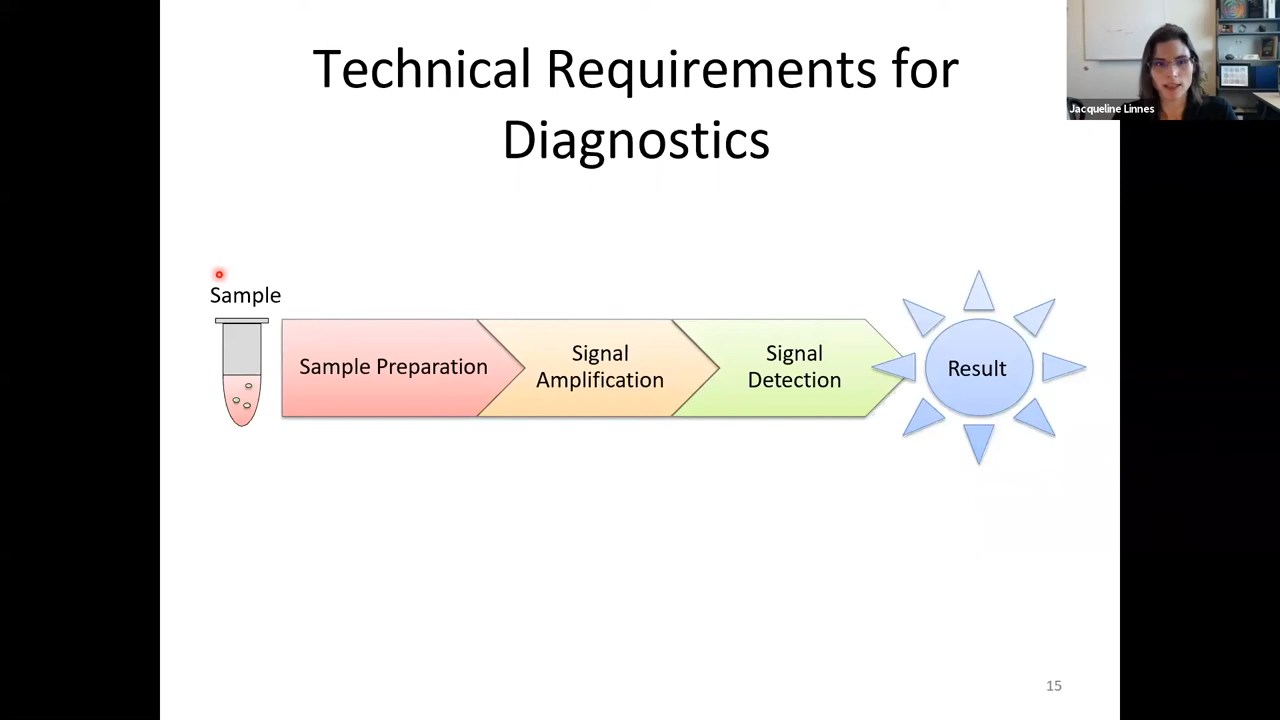 Technical Requirements for
Diagnostics
Jacqueline Linnes
Sample
Sample Preparation
Signal
Amplification
Signal
Detection
Result
15